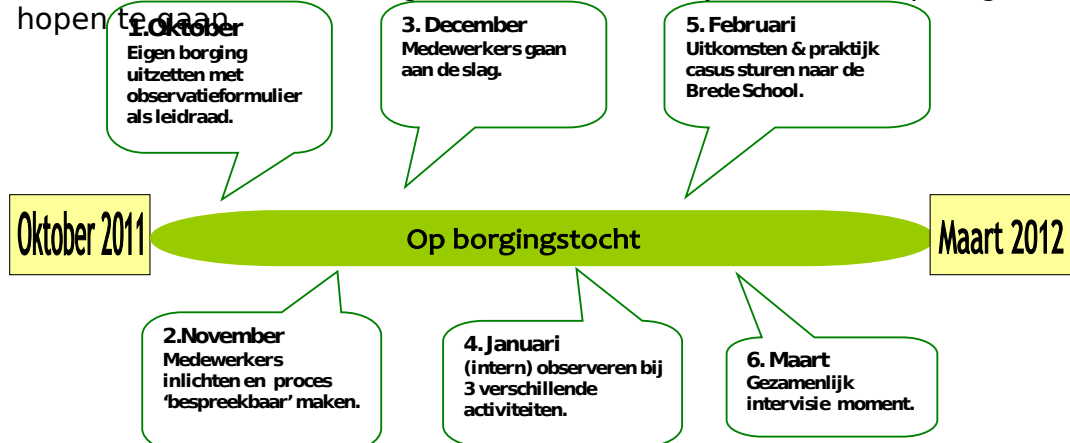 hopen te gaan
1.Oktober
Eigen borging
uitzetten met
observatieformulier
als leidraad.
3. December
Medewerkers gaan
aan de slag.
5. Februari
Uitkomsten & praktijk
casus sturen naar de
Brede School.
Oktober 2011
Op borgingstocht
Maart 2012
2.November
Medewerkers
inlichten en proces
‘bespreekbaar’ maken.
4. Januari
(intern) observeren bij
3 verschillende
activiteiten.
6. Maart
Gezamenlijk
intervisie moment.